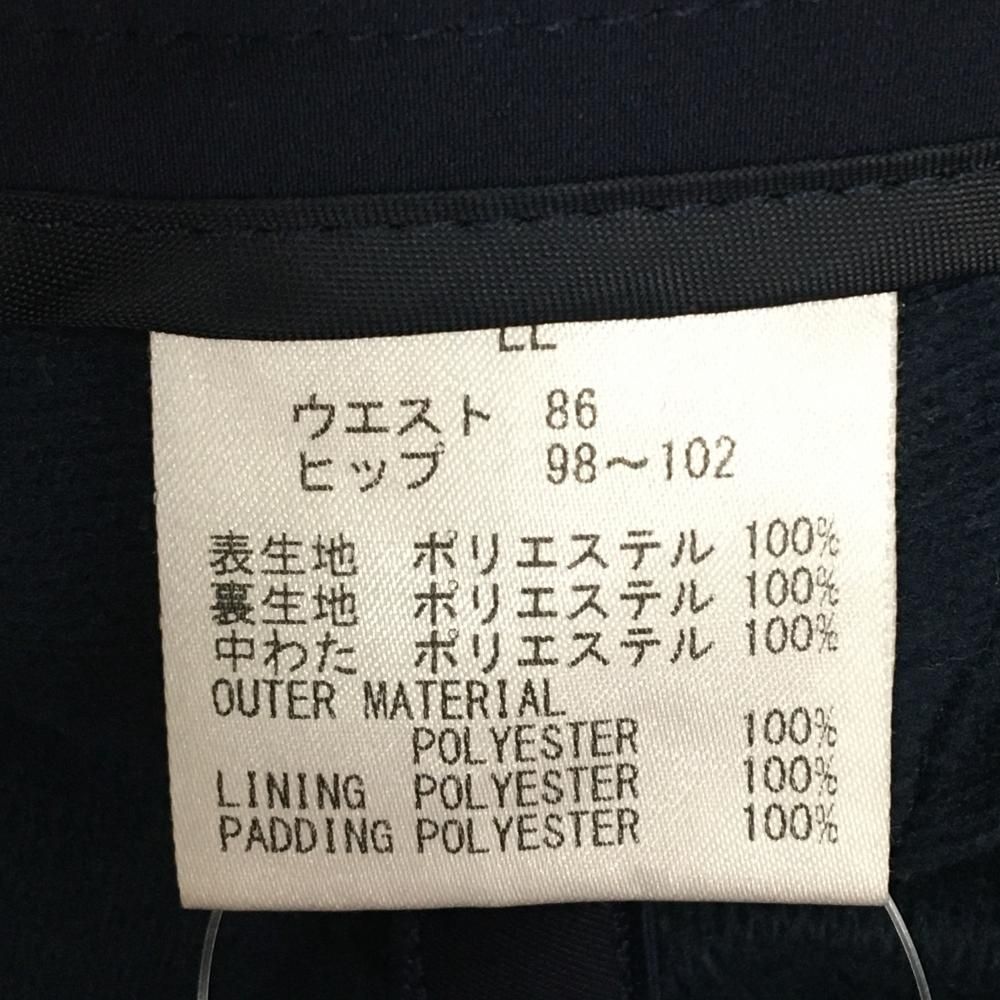 LL
ウエスト 86
ヒップ 98～102
表生地 ポリエステル 100%
裏生地 ポリエステル 100%
中わた ポリエステル 100%
OUTER MATERIAL
POLYESTER 100%
LINING POLYESTER 100%
PADDING POLYESTER 100%